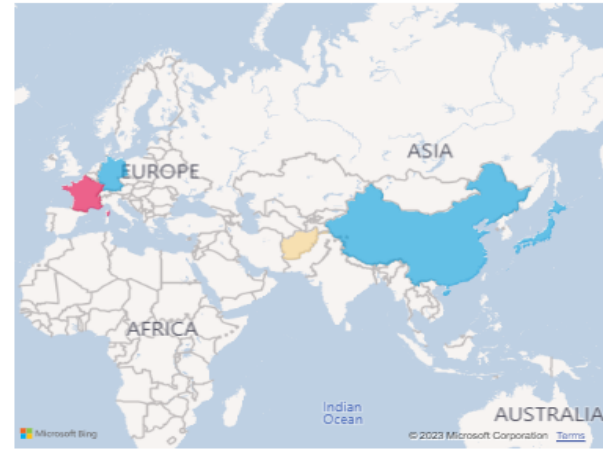 ASIA
EUROPE
AFRICA
Indian
Ocean
AUSTRALIA
Microsoft Bing
© 2023 Microsoft Corporation Terms